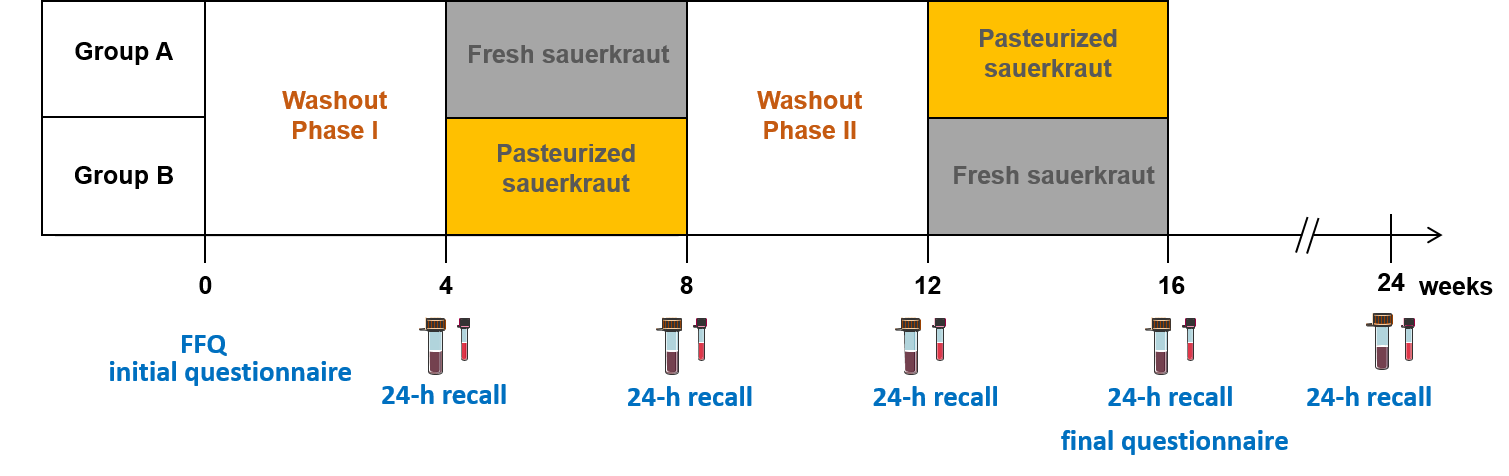 Group A
Fresh sauerkraut
Pasteurized
sauerkraut
Washout
Phase I
Washout
Phase II
Group B
Pasteurized
sauerkraut
Fresh sauerkraut
0
4
8
12
16
24
weeks
FFQ
initial questionnaire
24-h recall
24-h recall
24-h recall
24-h recall
24-h recall
final questionnaire